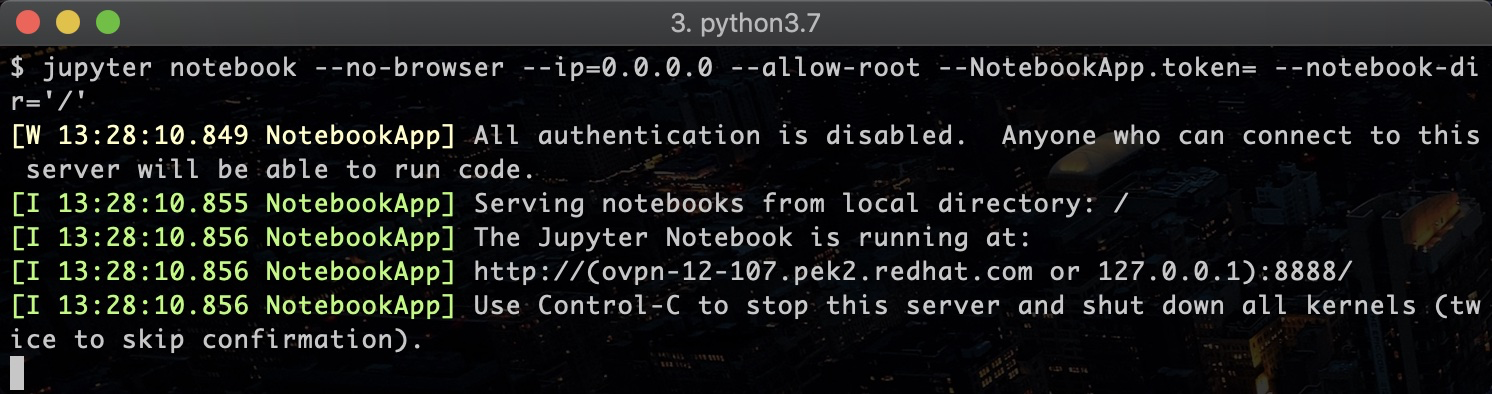 3. python3.7
$ jupyter notebook --no-browser --ip=0.0.0.0 --allow-root --NotebookApp.token= --notebook-di
r='/'
[W 13:28:10.849 NotebookApp] All authentication is disabled.  Anyone who can connect to this
 server will be able to run code.
[I 13:28:10.855 NotebookApp] Serving notebooks from local directory: /
[I 13:28:10.856 NotebookApp] The Jupyter Notebook is running at:
[I 13:28:10.856 NotebookApp] http://(ovpn-12-107.pek2.redhat.com or 127.0.0.1):8888/
[I 13:28:10.856 NotebookApp] Use Control-C to stop this server and shut down all kernels (tw
ice to skip confirmation).